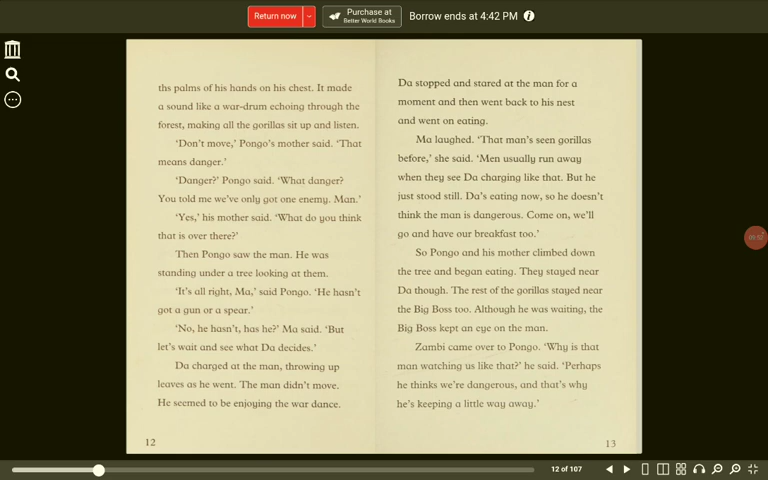 Return now
Purchase at
Better World Books
Borrow ends at 4:42 PM
ths palms of his hands on his chest. It made
a sound like a war-drum echoing through the
forest, making all the gorillas sit up and listen.
‘Don’t move,’ Pongo’s mother said. ‘That
means danger.’
‘Danger?’ Pongo said. ‘What danger?
You told me we’ve only got one enemy. Man.’
‘Yes,’ his mother said. ‘What do you think
that is over there?’
Then Pongo saw the man. He was
standing under a tree looking at them.
‘It’s all right, Ma,’ said Pongo. ‘He hasn’t
got a gun or a spear.’
‘No, he hasn’t, has he?’ Ma said. ‘But
let’s wait and see what Da decides.’
Da charged at the man, throwing up
leaves as he went. The man didn’t move.
He seemed to be enjoying the war dance.
12
Da stopped and stared at the man for a
moment and then went back to his nest
and went on eating.
Ma laughed. ‘That man’s seen gorillas
before,’ she said. ‘Men usually run away
when they see Da charging like that. But he
just stood still. Da’s eating now, so he doesn’t
think the man is dangerous. Come on, we’ll
go and have our breakfast too.’
So Pongo and his mother climbed down
the tree and began eating. They stayed near
Da though. The rest of the gorillas stayed near
the Big Boss too. Although he was waiting, the
Big Boss kept an eye on the man.
Zambi came over to Pongo. ‘Why is that
man watching us like that?’ he said. ‘Perhaps
he thinks we’re dangerous, and that’s why
he’s keeping a little way away.’
13
12 of 107